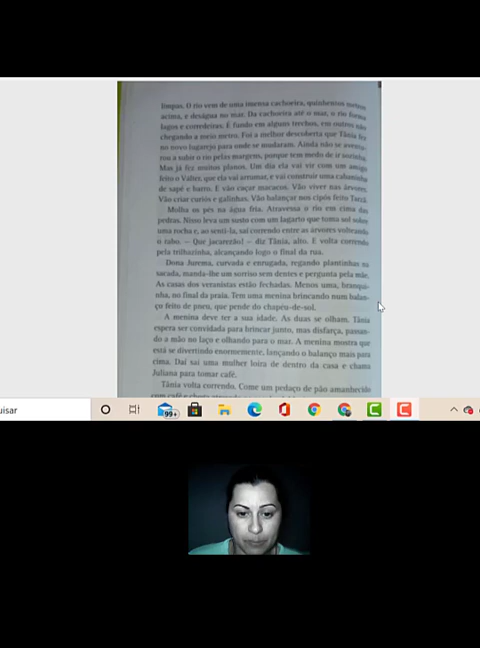 limpas. O rio vem de uma imensa cachoeira, quinhentos metros
acima, e deságua no mar. Da cachoeira até o mar, o rio forma
lagos e corredeiras. É fundo em alguns trechos, em outros não
chegando a meio metro. Foi a melhor descoberta que Tânia fez
no novo lugarejo para onde se mudaram. Ainda não se aventu-
rou a subir o rio pelas margens, porque tem medo de ir sozinha.
Mas já fez muitos planos. Um dia ela vai vir com um amigo
feito o Válter, que ela vai arrumar, e vai construir uma cabaninha
de sapé e barro. E vão caçar macacos. Vão viver nas árvores.
Vão criar curiós e galinhas. Vão balançar nos cipós feito Tarzã.
Molha os pés na água fria. Atravessa o rio em cima das
pedras. Nisso leva um susto com um lagarto que toma sol sobre
uma rocha e, ao senti-la, sai correndo entre as árvores volteando
o rabo. — Que jacarezão! — diz Tânia, alto. E volta correndo
pela trilhazinha, alcançando logo o final da rua.
Dona Jurema, curvada e enrugada, regando plantinhas na
sacada, manda-lhe um sorriso sem dentes e pergunta pela mãe.
As casas dos veranistas estão fechadas. Menos uma, branqui-
nha, no final da praia. Tem uma menina brincando num balan-
ço feito de pneu, que pende do chapéu-de-sol.
A menina deve ter a sua idade. As duas se olham. Tânia
espera ser convidada para brincar junto, mas disfarça, passan-
do a mão no laço e olhando para o mar. A menina mostra que
está se divertindo enormemente, lançando o balanço mais para
cima. Daí sai uma mulher loira de dentro da casa e chama
Juliana para tomar café.
Tânia volta correndo. Come um pedaço de pão amanhecido
com café e
uisar
99+